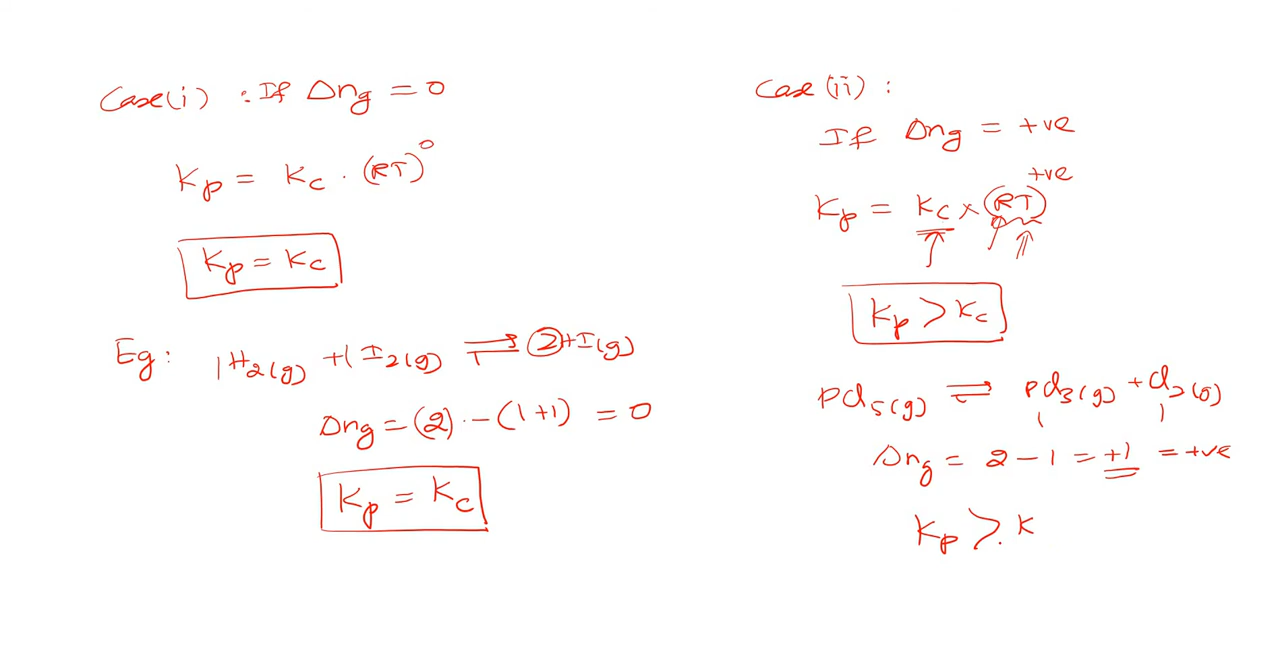 Case(i) : If Δng = 0
Kp = Kc . (RT)⁰
Kp = Kc
Eg: 1H₂(g) + 1I₂(g) ⇌ 2HI(g)
Δng = (2) - (1+1) = 0
Kp = Kc
Case (ii) :
If Δng = +ve
Kp = Kc × (RT)^+ve
Kp > Kc
PCl₅(g) ⇌ PCl₃(g) + Cl₂(g)
1 1
Δng = 2 - 1 = +1 = +ve
Kp > K